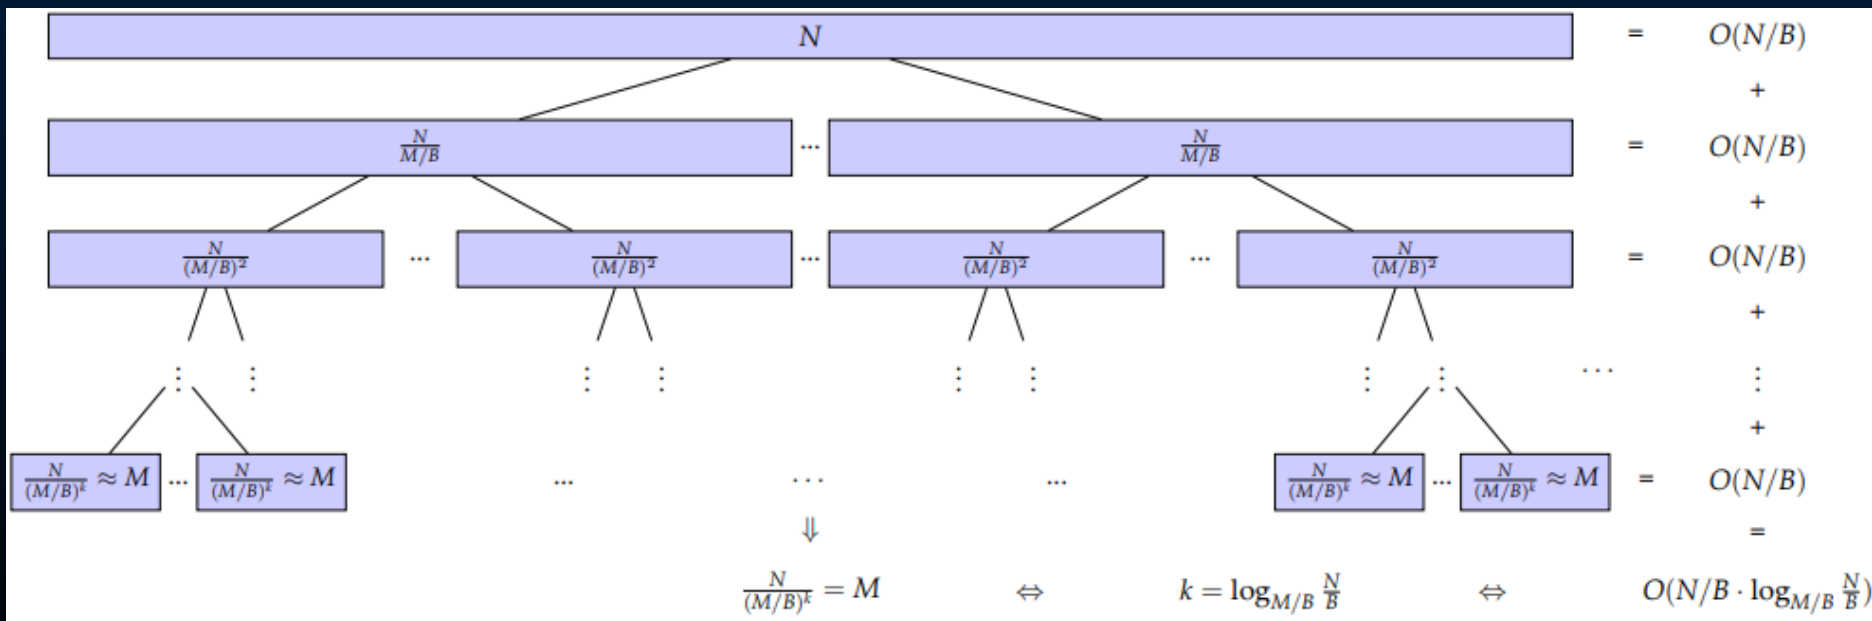 N = O(N/B)
+
N/(M/B) ... N/(M/B) = O(N/B)
+
N/(M/B)² ... N/(M/B)² ... N/(M/B)² ... N/(M/B)² = O(N/B)
+
⋮ ⋮ ⋮ ⋮ ⋮ ⋮ ⋮ ⋮ ... ⋮
+
N/(M/B)ᵏ ≈ M ... N/(M/B)ᵏ ≈ M ... ... ... N/(M/B)ᵏ ≈ M ... N/(M/B)ᵏ ≈ M = O(N/B)
⇓ =
N/(M/B)ᵏ = M ⇔ k = log_{M/B} N/B ⇔ O(N/B · log_{M/B} N/B)